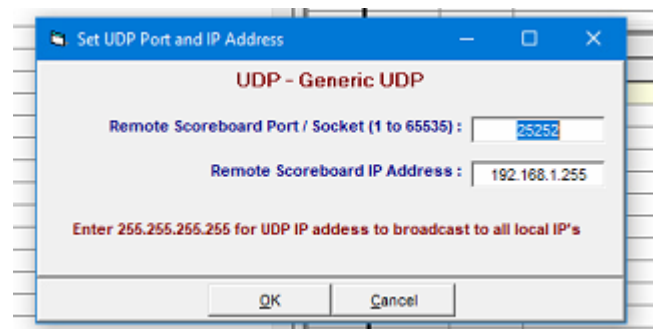 Set UDP Port and IP Address
UDP - Generic UDP
Remote Scoreboard Port / Socket (1 to 65535) : 25252
Remote Scoreboard IP Address : 192.168.1.255
Enter 255.255.255.255 for UDP IP addess to broadcast to all local IP's
OK Cancel